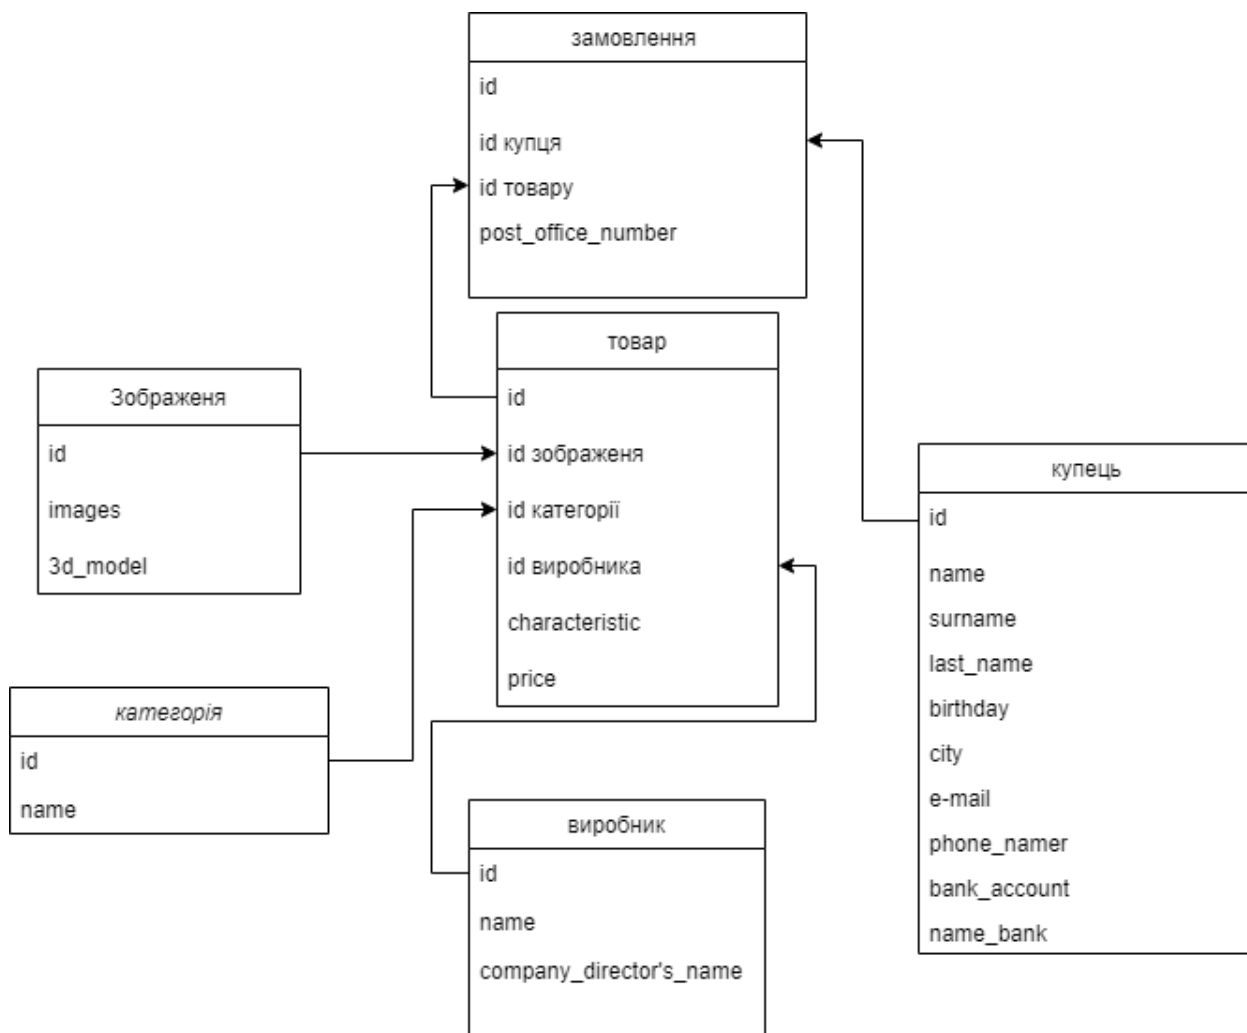 замовлення
id
id купця
id товару
post_office_number
товар
id
id зображеня
id категорії
id виробника
characteristic
price
Зображеня
id
images
3d_model
категорія
id
name
виробник
id
name
company_director's_name
купець
id
name
surname
last_name
birthday
city
e-mail
phone_namer
bank_account
name_bank